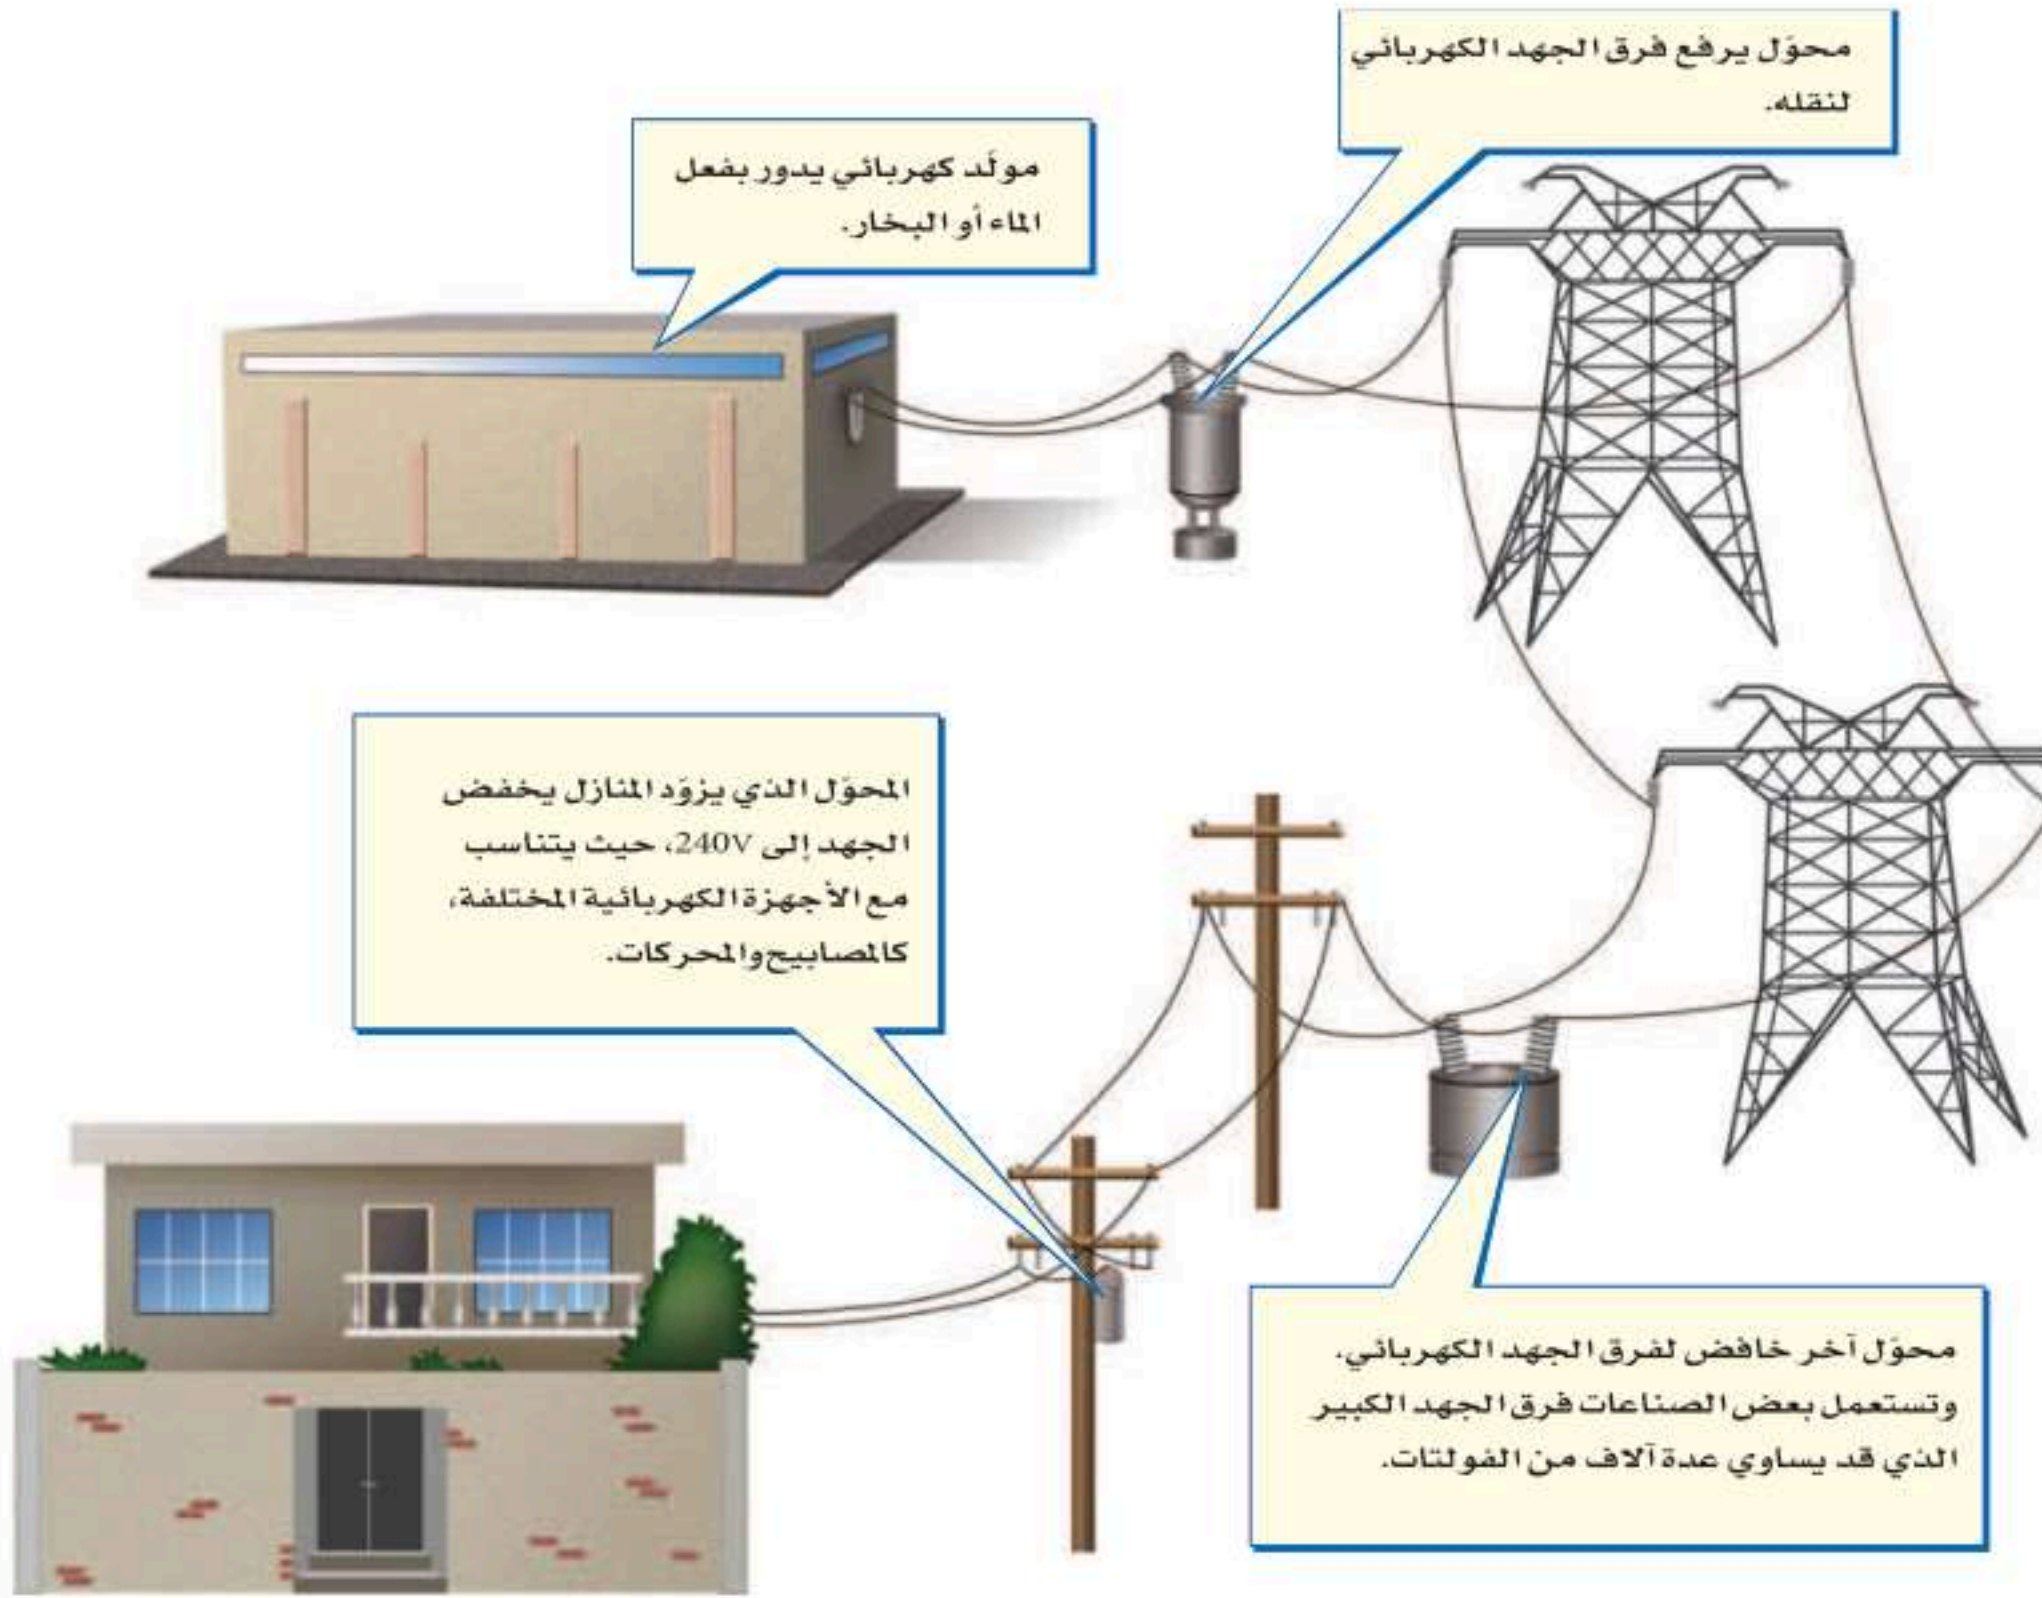 محوّل يرفع فرق الجهد الكهربائي
لنقله.
مولّد كهربائي يدور بفعل
الماء أو البخار.
المحوّل الذي يزوّد المنازل يخفض
الجهد إلى 240V، حيث يتناسب
مع الأجهزة الكهربائية المختلفة،
كالمصابيح والمحركات.
محوّل آخر خافض لفرق الجهد الكهربائي.
وتستعمل بعض الصناعات فرق الجهد الكبير
الذي قد يساوي عدة آلاف من الفولتات.